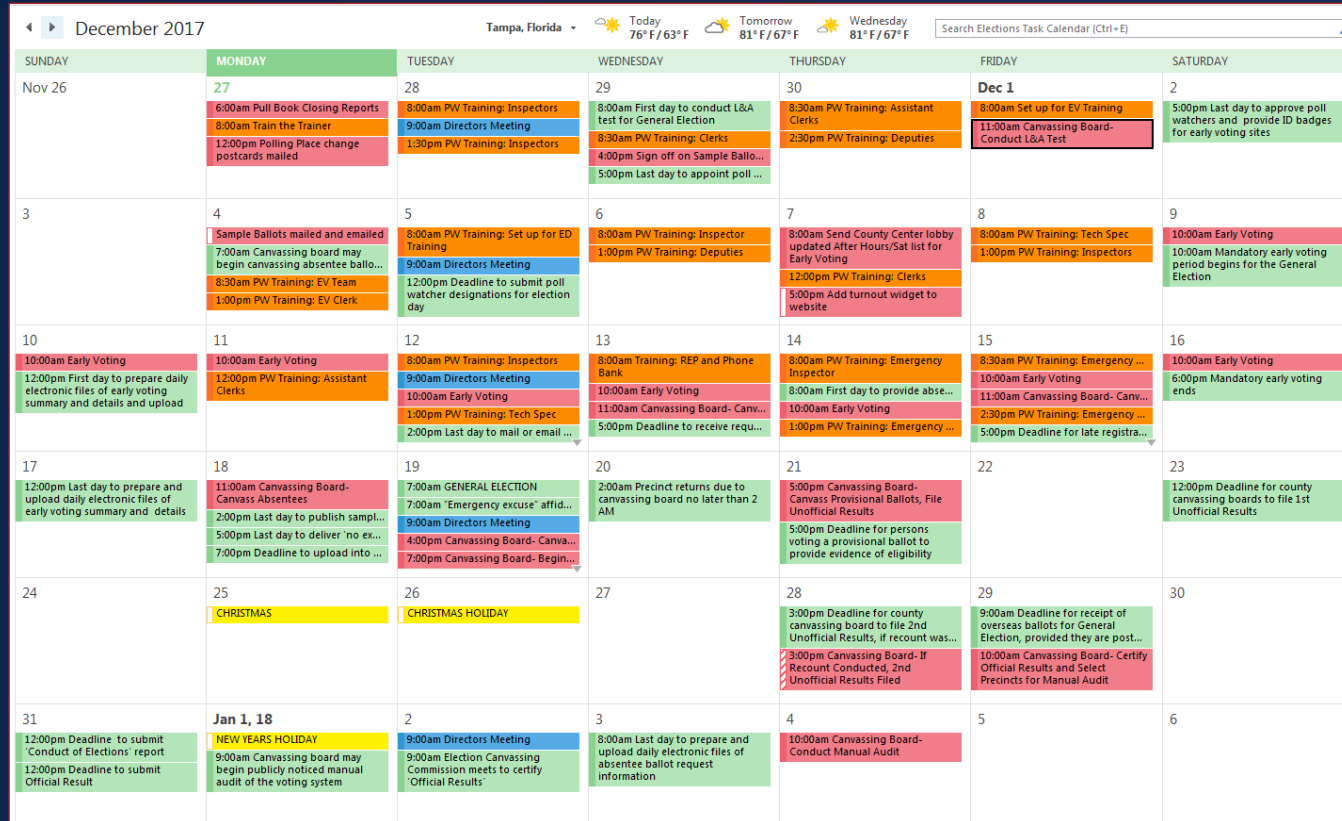 December 2017
Tampa, Florida
Today
76° F / 63° F
Tomorrow
81° F / 67° F
Wednesday
81° F / 67° F
Search Elections Task Calendar (Ctrl+E)
SUNDAY MONDAY TUESDAY WEDNESDAY THURSDAY FRIDAY SATURDAY
Nov 26
27
6:00am Pull Book Closing Reports
8:00am Train the Trainer
12:00pm Polling Place change
postcards mailed
28
8:00am PW Training: Inspectors
9:00am Directors Meeting
1:30pm PW Training: Inspectors
29
8:00am First day to conduct L&A
test for General Election
8:30am PW Training: Clerks
4:00pm Sign off on Sample Ballo...
5:00pm Last day to appoint poll ...
30
8:30am PW Training: Assistant
Clerks
2:30pm PW Training: Deputies
Dec 1
8:00am Set up for EV Training
11:00am Canvassing Board-
Conduct L&A Test
2
5:00pm Last day to approve poll
watchers and provide ID badges
for early voting sites
3
4
Sample Ballots mailed and emailed
7:00am Canvassing board may
begin canvassing absentee ballo...
8:30am PW Training: EV Team
1:00pm PW Training: EV Clerk
5
8:00am PW Training: Set up for ED
Training
9:00am Directors Meeting
12:00pm Deadline to submit poll
watcher designations for election
day
6
8:00am PW Training: Inspector
1:00pm PW Training: Deputies
7
8:00am Send County Center lobby
updated After Hours/Sat list for
Early Voting
12:00pm PW Training: Clerks
5:00pm Add turnout widget to
website
8
8:00am PW Training: Tech Spec
1:00pm PW Training: Inspectors
9
10:00am Early Voting
10:00am Mandatory early voting
period begins for the General
Election
10
10:00am Early Voting
12:00pm First day to prepare daily
electronic files of early voting
summary and details and upload
11
10:00am Early Voting
12:00pm PW Training: Assistant
Clerks
12
8:00am PW Training: Inspectors
9:00am Directors Meeting
10:00am Early Voting
1:00pm PW Training: Tech Spec
2:00pm Last day to mail or email ...
13
8:00am Training: REP and Phone
Bank
10:00am Early Voting
11:00am Canvassing Board- Canv...
5:00pm Deadline to receive requ...
14
8:00am PW Training: Emergency
Inspector
8:00am First day to provide abse...
10:00am Early Voting
1:00pm PW Training: Emergency ...
15
8:30am PW Training: Emergency ...
10:00am Early Voting
11:00am Canvassing Board- Canv...
2:30pm PW Training: Emergency ...
5:00pm Deadline for late registra...
16
10:00am Early Voting
6:00pm Mandatory early voting
ends
17
12:00pm Last day to prepare and
upload daily electronic files of
early voting summary and details
18
11:00am Canvassing Board-
Canvass Absentees
2:00pm Last day to publish sampl...
5:00pm Last day to deliver 'no ex...
7:00pm Deadline to upload into ...
19
7:00am GENERAL ELECTION
7:00am "Emergency excuse" affid...
9:00am Directors Meeting
4:00pm Canvassing Board- Canva...
7:00pm Canvassing Board- Begin...
20
2:00am Precinct returns due to
canvassing board no later than 2
AM
21
5:00pm Canvassing Board-
Canvass Provisional Ballots, File
Unofficial Results
5:00pm Deadline for persons
voting a provisional ballot to
provide evidence of eligibility
22
23
12:00pm Deadline for county
canvassing boards to file 1st
Unofficial Results
24
25
CHRISTMAS
26
CHRISTMAS HOLIDAY
27
28
3:00pm Deadline for county
canvassing board to file 2nd
Unofficial Results, if recount was...
3:00pm Canvassing Board- If
Recount Conducted, 2nd
Unofficial Results Filed
29
9:00am Deadline for receipt of
overseas ballots for General
Election, provided they are post...
10:00am Canvassing Board- Certify
Official Results and Select
Precincts for Manual Audit
30
31
12:00pm Deadline to submit
'Conduct of Elections' report
12:00pm Deadline to submit
Official Result
Jan 1, 18
NEW YEARS HOLIDAY
9:00am Canvassing board may
begin publicly noticed manual
audit of the voting system
2
9:00am Directors Meeting
9:00am Election Canvassing
Commission meets to certify
'Official Results'
3
8:00am Last day to prepare and
upload daily electronic files of
absentee ballot request
information
4
10:00am Canvassing Board-
Conduct Manual Audit
5
6